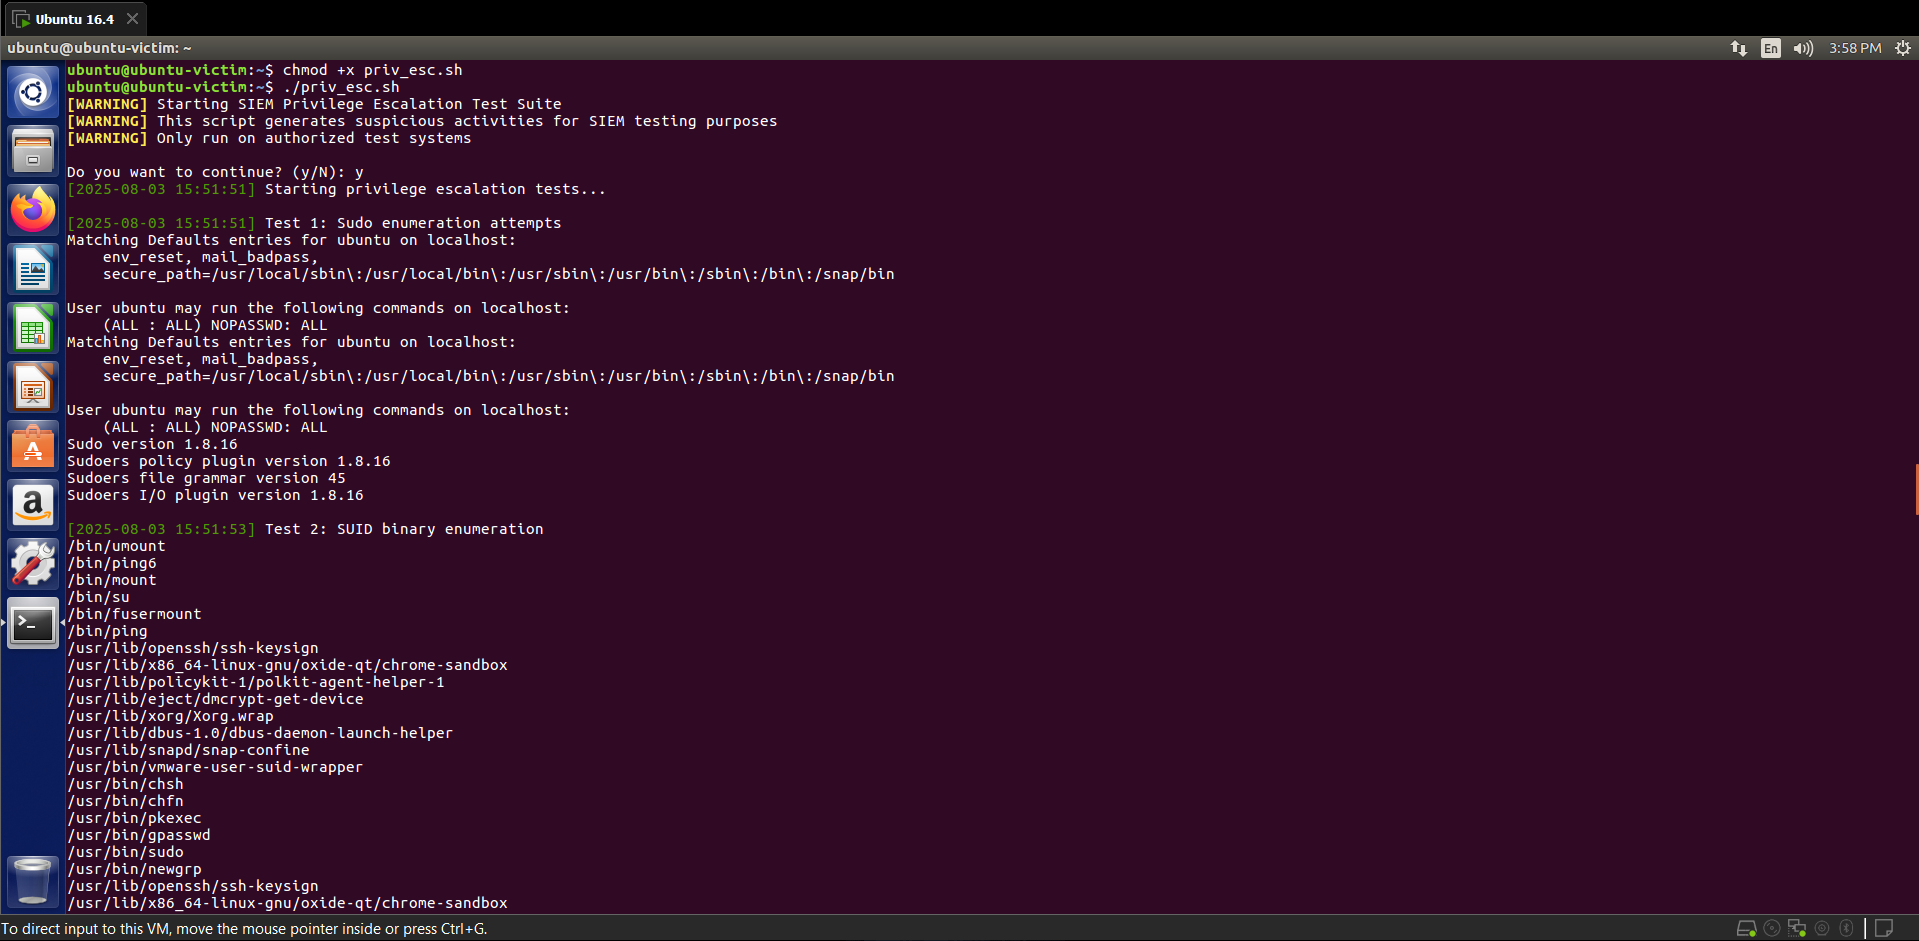 Ubuntu 16.4
ubuntu@ubuntu-victim: ~
En
3:58 PM
ubuntu@ubuntu-victim:~$ chmod +x priv_esc.sh
ubuntu@ubuntu-victim:~$ ./priv_esc.sh
[WARNING] Starting SIEM Privilege Escalation Test Suite
[WARNING] This script generates suspicious activities for SIEM testing purposes
[WARNING] Only run on authorized test systems
Do you want to continue? (y/N): y
[2025-08-03 15:51:51] Starting privilege escalation tests...
[2025-08-03 15:51:51] Test 1: Sudo enumeration attempts
Matching Defaults entries for ubuntu on localhost:
env_reset, mail_badpass,
secure_path=/usr/local/sbin\:/usr/local/bin\:/usr/sbin\:/usr/bin\:/sbin\:/bin\:/snap/bin
User ubuntu may run the following commands on localhost:
(ALL : ALL) NOPASSWD: ALL
Matching Defaults entries for ubuntu on localhost:
env_reset, mail_badpass,
secure_path=/usr/local/sbin\:/usr/local/bin\:/usr/sbin\:/usr/bin\:/sbin\:/bin\:/snap/bin
User ubuntu may run the following commands on localhost:
(ALL : ALL) NOPASSWD: ALL
Sudo version 1.8.16
Sudoers policy plugin version 1.8.16
Sudoers file grammar version 45
Sudoers I/O plugin version 1.8.16
[2025-08-03 15:51:53] Test 2: SUID binary enumeration
/bin/umount
/bin/ping6
/bin/mount
/bin/su
/bin/fusermount
/bin/ping
/usr/lib/openssh/ssh-keysign
/usr/lib/x86_64-linux-gnu/oxide-qt/chrome-sandbox
/usr/lib/policykit-1/polkit-agent-helper-1
/usr/lib/eject/dmcrypt-get-device
/usr/lib/xorg/Xorg.wrap
/usr/lib/dbus-1.0/dbus-daemon-launch-helper
/usr/lib/snapd/snap-confine
/usr/bin/vmware-user-suid-wrapper
/usr/bin/chsh
/usr/bin/chfn
/usr/bin/pkexec
/usr/bin/gpasswd
/usr/bin/sudo
/usr/bin/newgrp
/usr/lib/openssh/ssh-keysign
/usr/lib/x86_64-linux-gnu/oxide-qt/chrome-sandbox
To direct input to this VM, move the mouse pointer inside or press Ctrl+G.